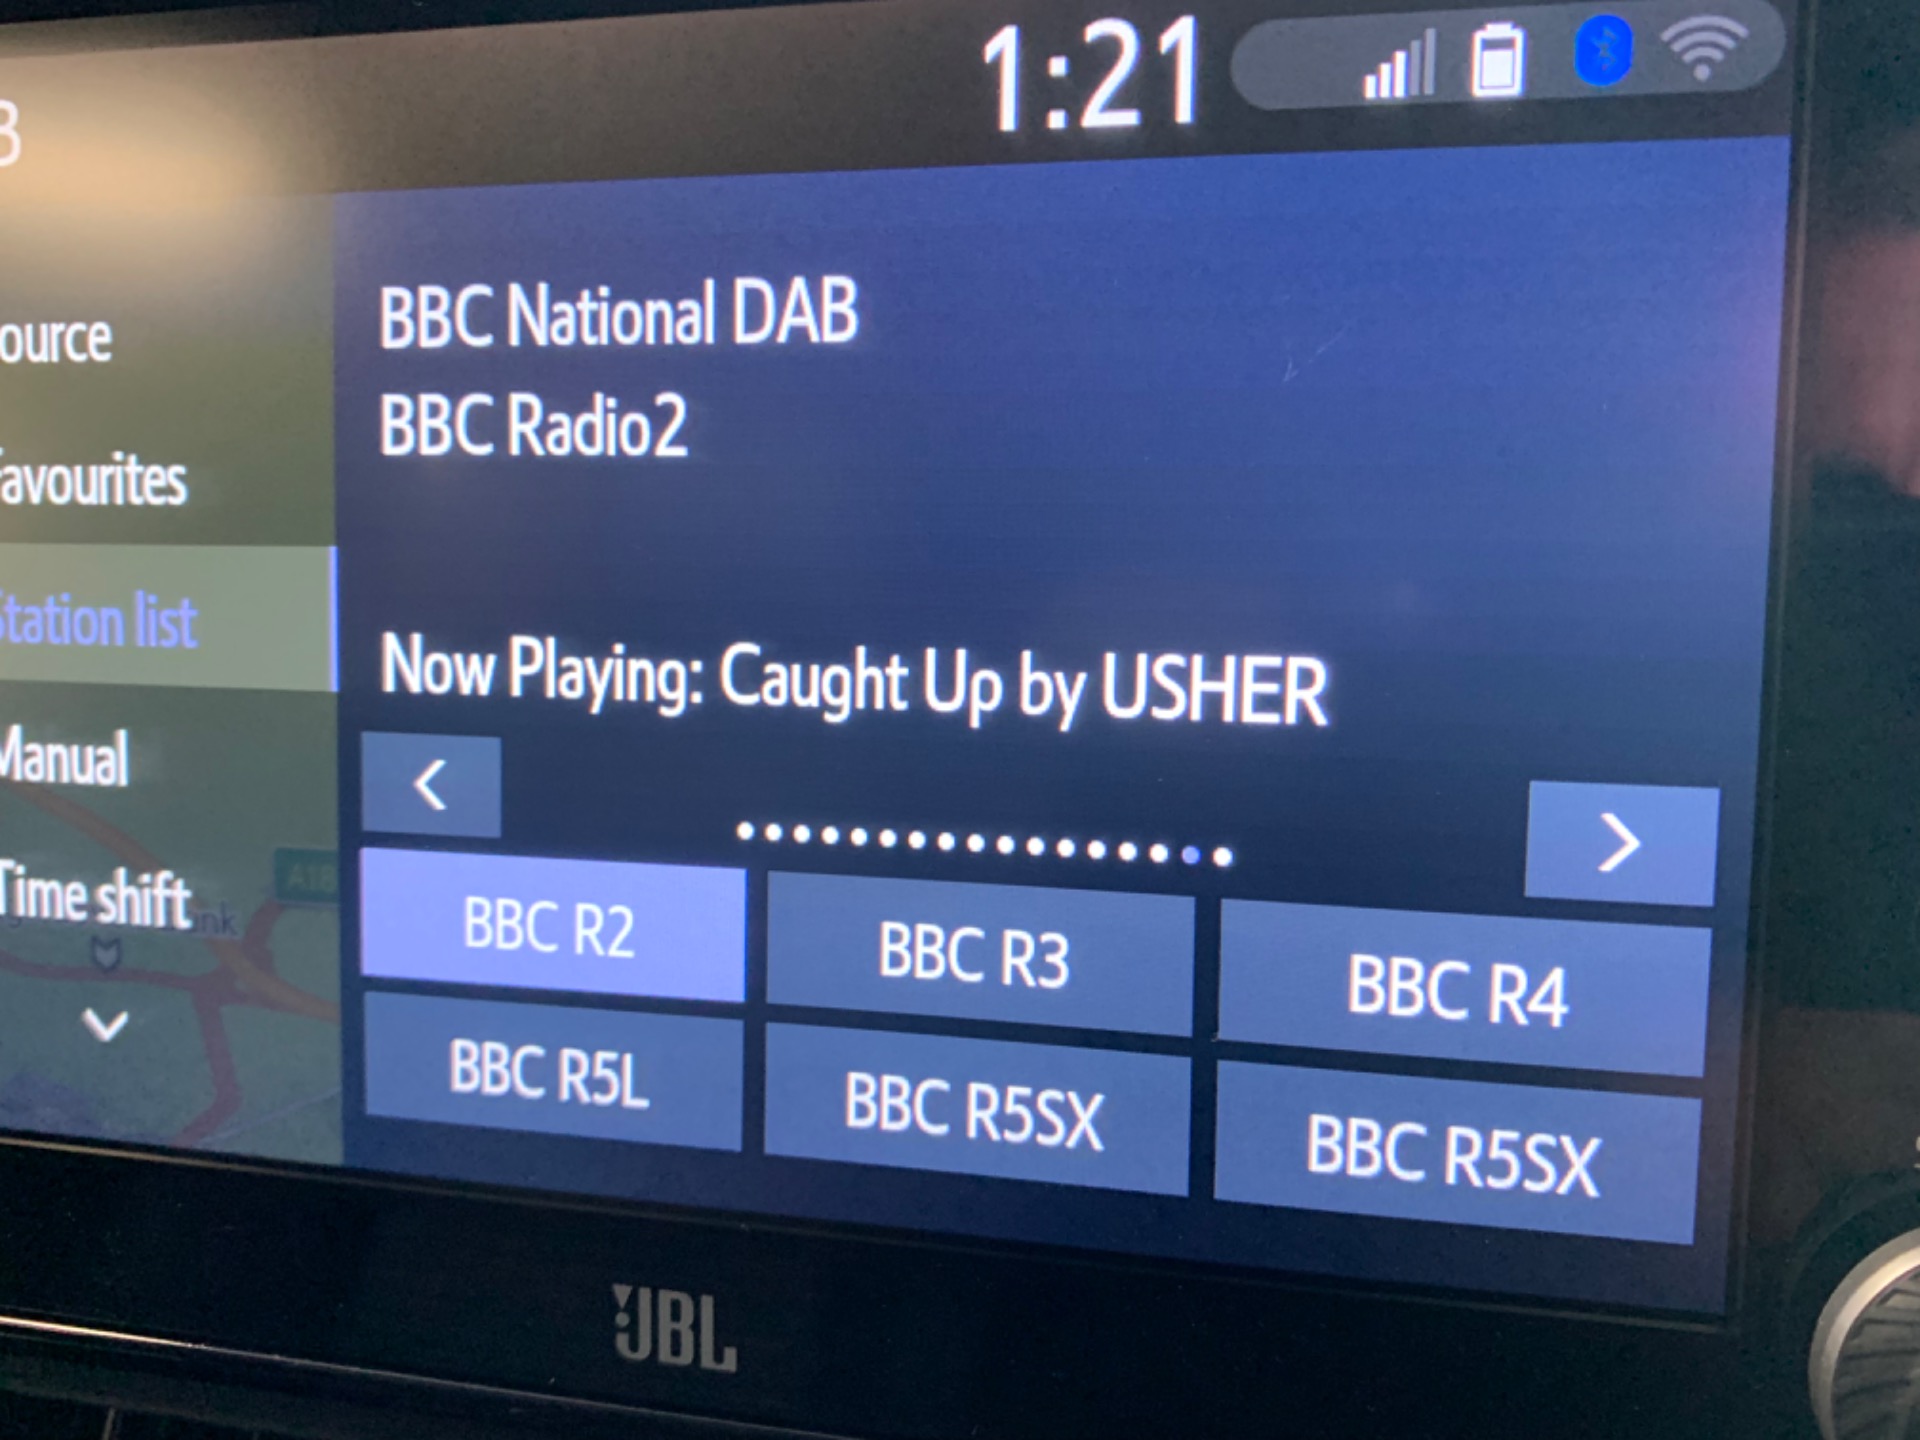 1:21
BBC National DAB
BBC Radio2
ource
avourites
Station list
Manual
Time shift
Now Playing: Caught Up by USHER
BBC R2
BBC R3
BBC R4
BBC R5L
BBC R5SX
BBC R5SX
JBL